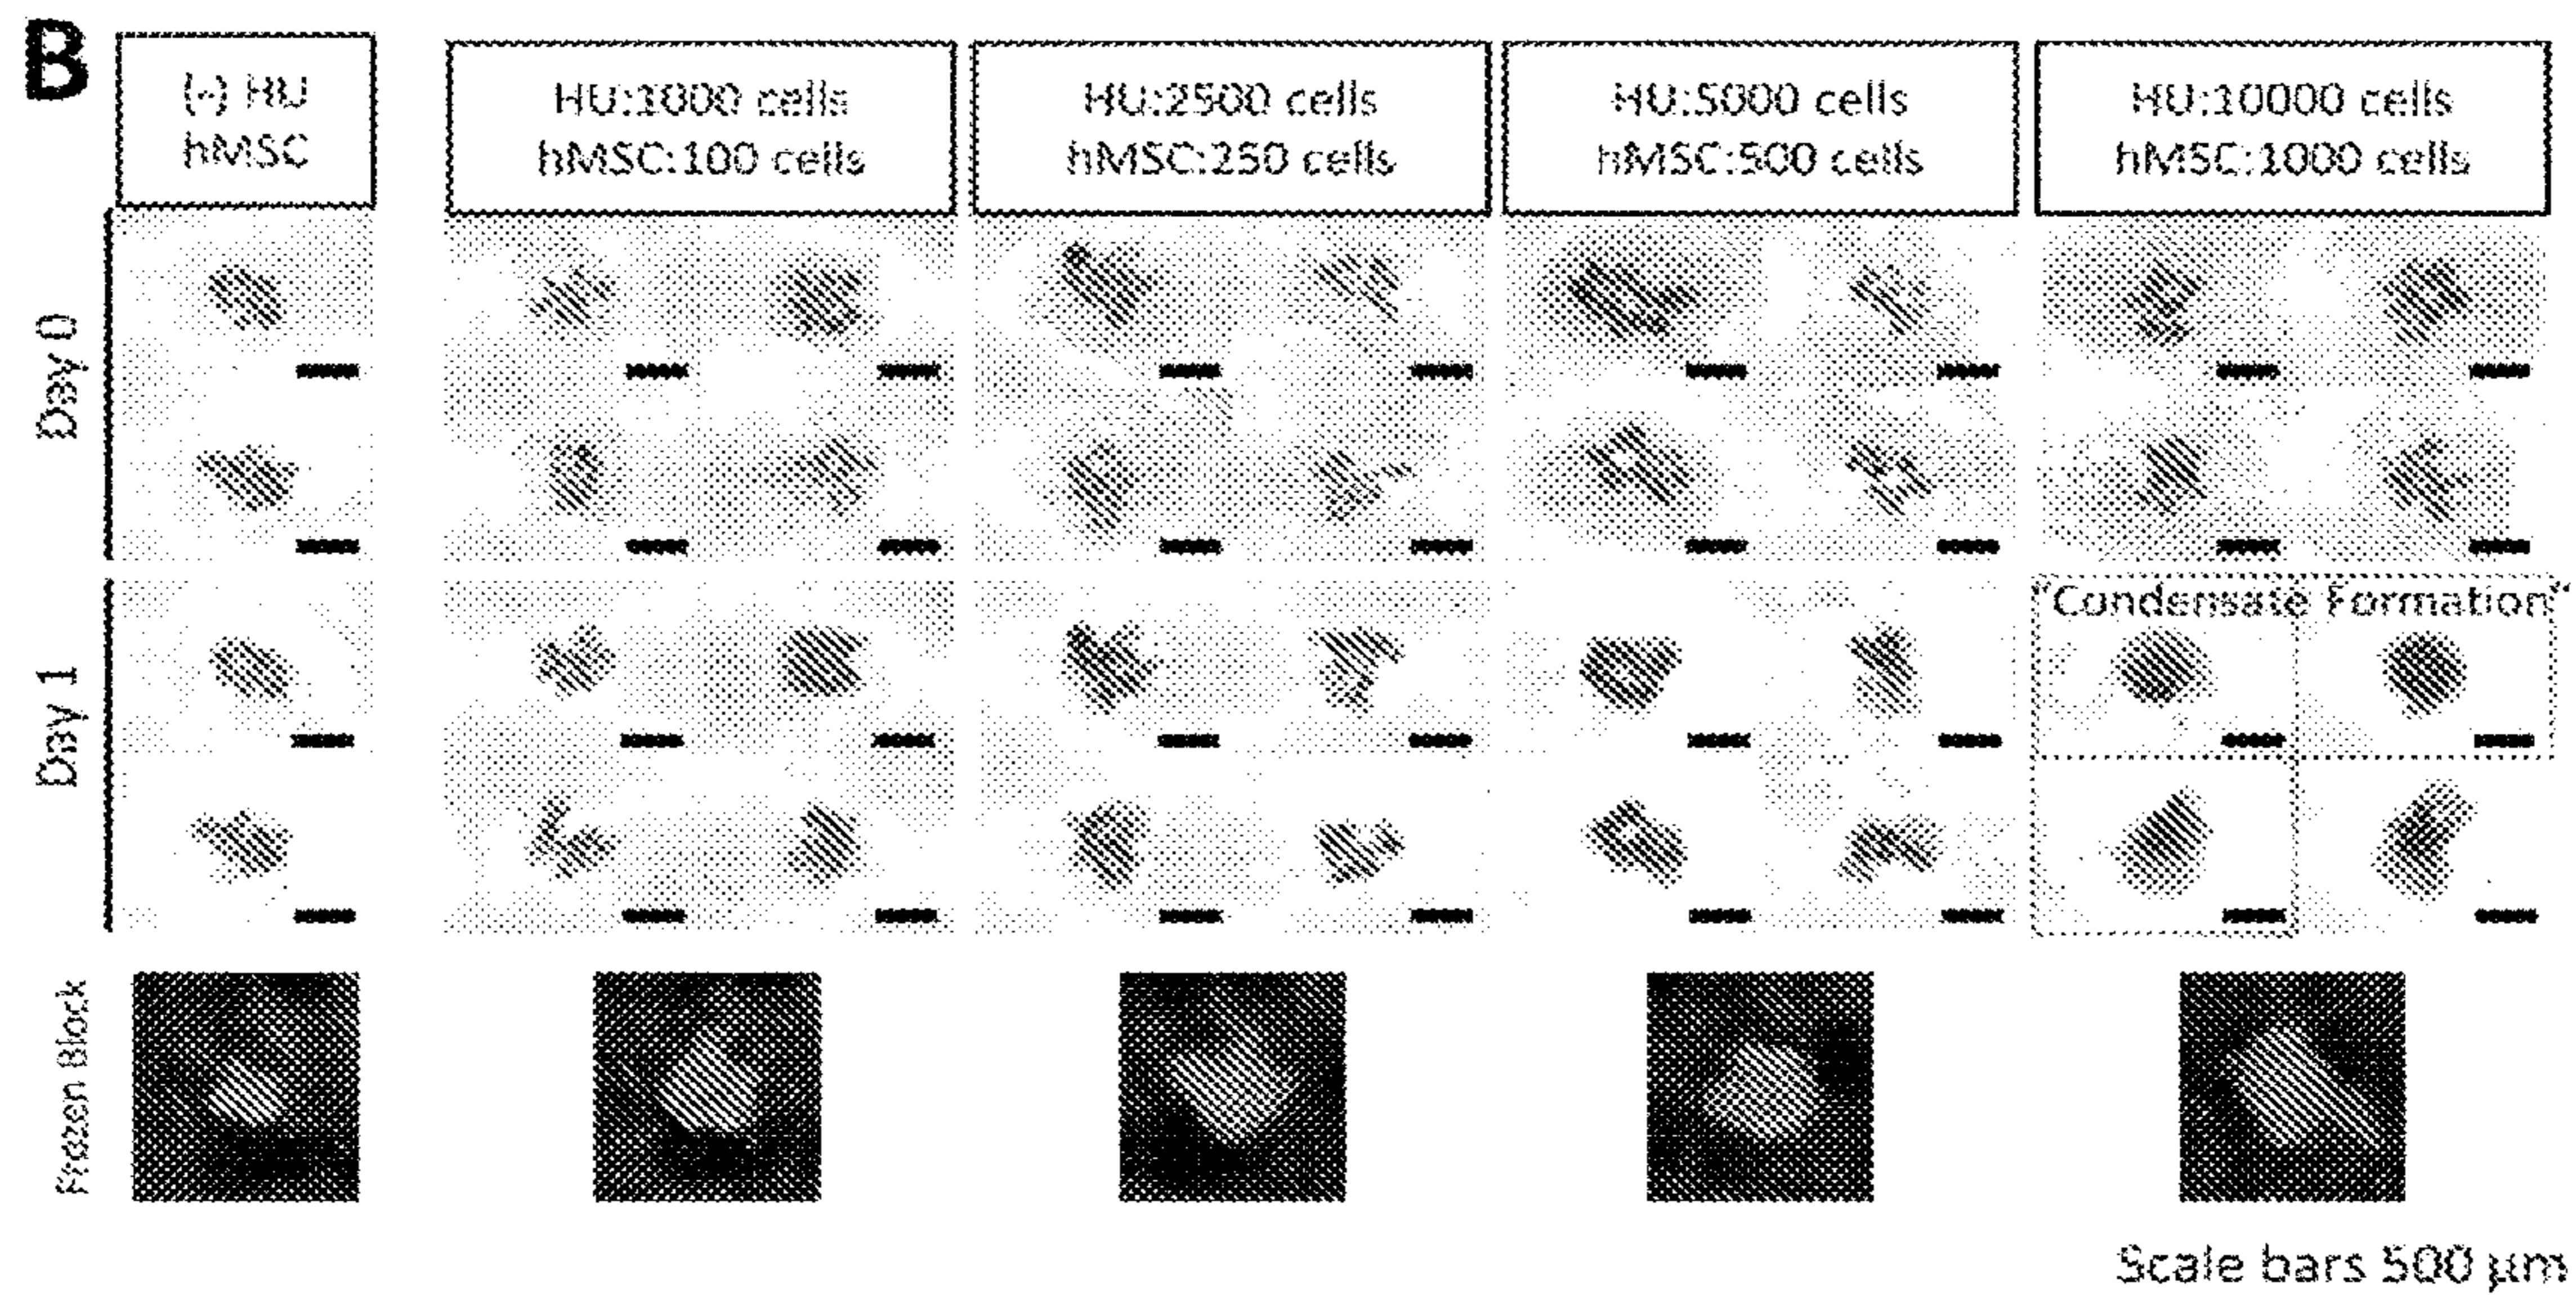 B
(-) HU
hMSC
HU:1000 cells
hMSC:100 cells
HU:2500 cells
hMSC:250 cells
HU:5000 cells
hMSC:500 cells
HU:10000 cells
hMSC:1000 cells
Day 0
Day 1
"Condensate Formation"
Frozen Block
Scale bars 500 μm